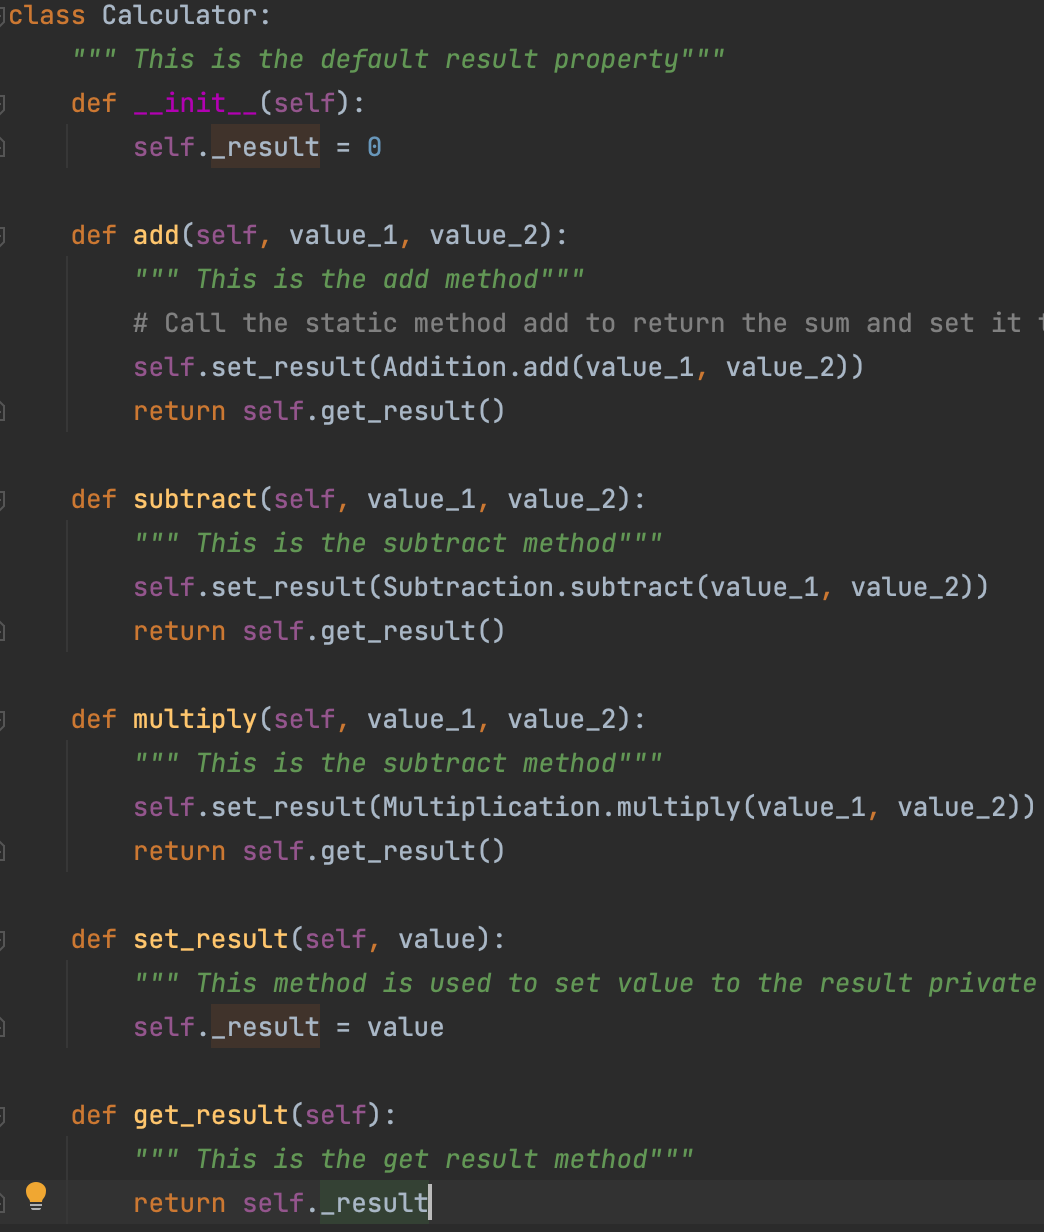 class Calculator:
    """ This is the default result property"""
    def __init__(self):
        self._result = 0

    def add(self, value_1, value_2):
        """ This is the add method"""
        # Call the static method add to return the sum and set it
        self.set_result(Addition.add(value_1, value_2))
        return self.get_result()

    def subtract(self, value_1, value_2):
        """ This is the subtract method"""
        self.set_result(Subtraction.subtract(value_1, value_2))
        return self.get_result()

    def multiply(self, value_1, value_2):
        """ This is the subtract method"""
        self.set_result(Multiplication.multiply(value_1, value_2))
        return self.get_result()

    def set_result(self, value):
        """ This method is used to set value to the result private
        self._result = value

    def get_result(self):
        """ This is the get result method"""
        return self._result